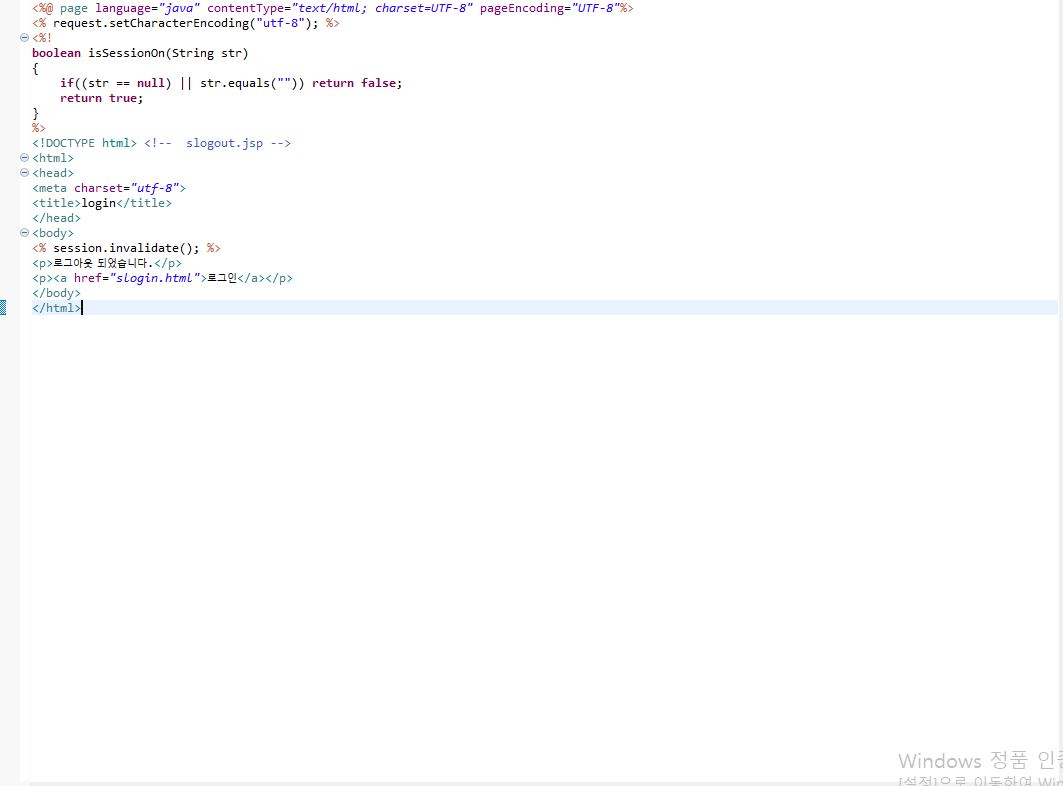 <%@ page language="java" contentType="text/html; charset=UTF-8" pageEncoding="UTF-8"%>
<% request.setCharacterEncoding("utf-8"); %>
<%!
boolean isSessionOn(String str)
{
    if((str == null) || str.equals("")) return false;
    return true;
}
%>
<!DOCTYPE html> <!--  slogout.jsp -->
<html>
<head>
<meta charset="utf-8">
<title>login</title>
</head>
<body>
<% session.invalidate(); %>
<p>로그아웃 되었습니다.</p>
<p><a href="slogin.html">로그인</a></p>
</body>
</html>
Windows 정품 인증
[설정]으로 이동하여 Win